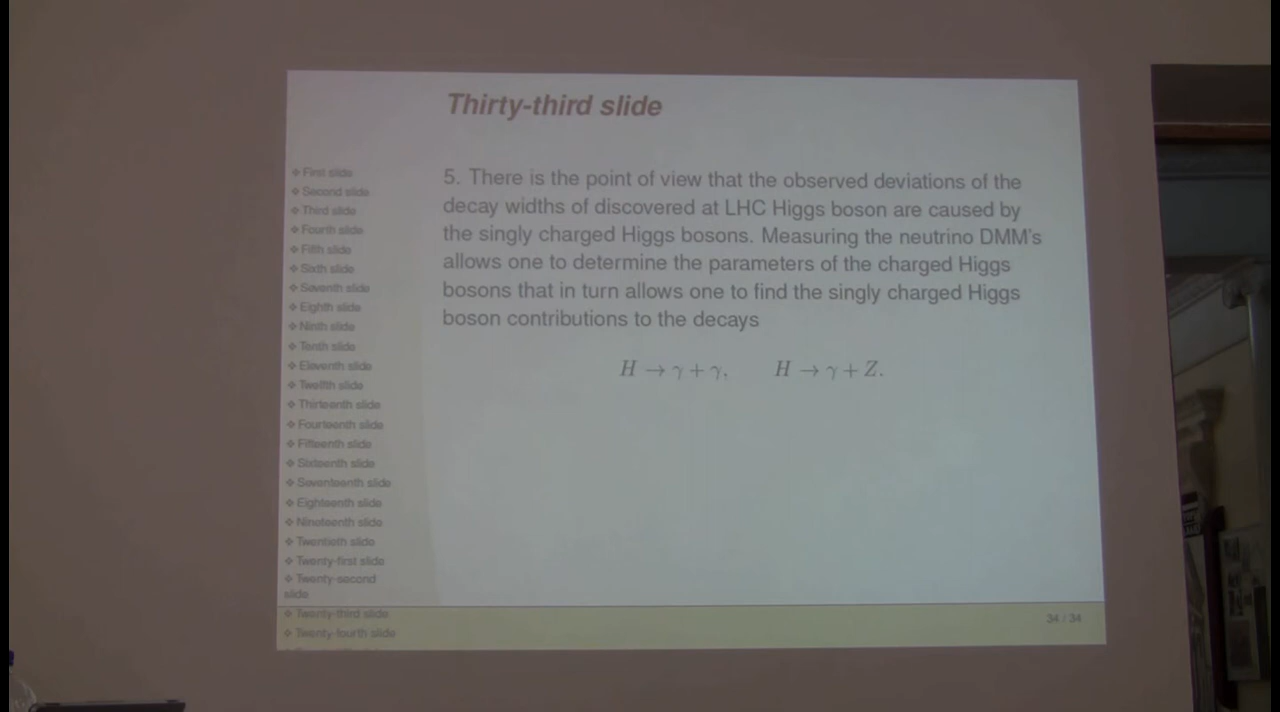 Thirty-third slide
❖ First slide
❖ Second slide
❖ Third slide
❖ Fourth slide
❖ Fifth slide
❖ Sixth slide
❖ Seventh slide
❖ Eighth slide
❖ Ninth slide
❖ Tenth slide
❖ Eleventh slide
❖ Twelfth slide
❖ Thirteenth slide
❖ Fourteenth slide
❖ Fifteenth slide
❖ Sixteenth slide
❖ Seventeenth slide
❖ Eighteenth slide
❖ Nineteenth slide
❖ Twentieth slide
❖ Twenty-first slide
❖ Twenty-second
slide
❖ Twenty-third slide
❖ Twenty-fourth slide
5. There is the point of view that the observed deviations of the
decay widths of discovered at LHC Higgs boson are caused by
the singly charged Higgs bosons. Measuring the neutrino DMM's
allows one to determine the parameters of the charged Higgs
bosons that in turn allows one to find the singly charged Higgs
boson contributions to the decays
H → γ + γ, H → γ + Z.
34 / 34